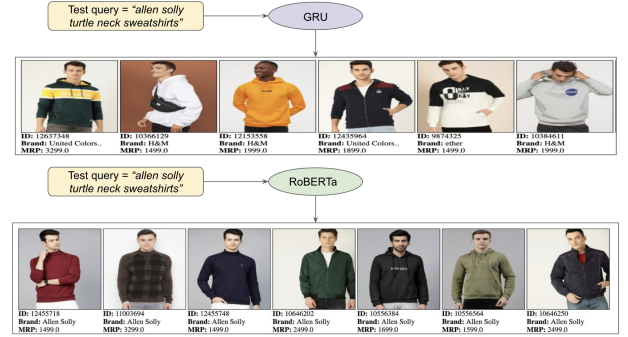 Test query = “allen solly
turtle neck sweatshirts”
GRU
ID: 12637348
Brand: United Colors..
MRP: 3299.0
ID: 10366129
Brand: H&M
MRP: 1499.0
ID: 12153558
Brand: H&M
MRP: 1999.0
ID: 12435964
Brand: United Colors..
MRP: 1899.0
ID: 9874325
Brand: ether
MRP: 1499.0
ID: 10384611
Brand: H&M
MRP: 1999.0
Test query = “allen solly
turtle neck sweatshirts”
RoBERTa
ID: 12455718
Brand: Allen Solly
MRP: 1499.0
ID: 11003694
Brand: Allen Solly
MRP: 3299.0
ID: 12455748
Brand: Allen Solly
MRP: 1499.0
ID: 10646202
Brand: Allen Solly
MRP: 2499.0
ID: 10556384
Brand: Allen Solly
MRP: 1699.0
ID: 10556564
Brand: Allen Solly
MRP: 1599.0
ID: 10646250
Brand: Allen Solly
MRP: 2499.0